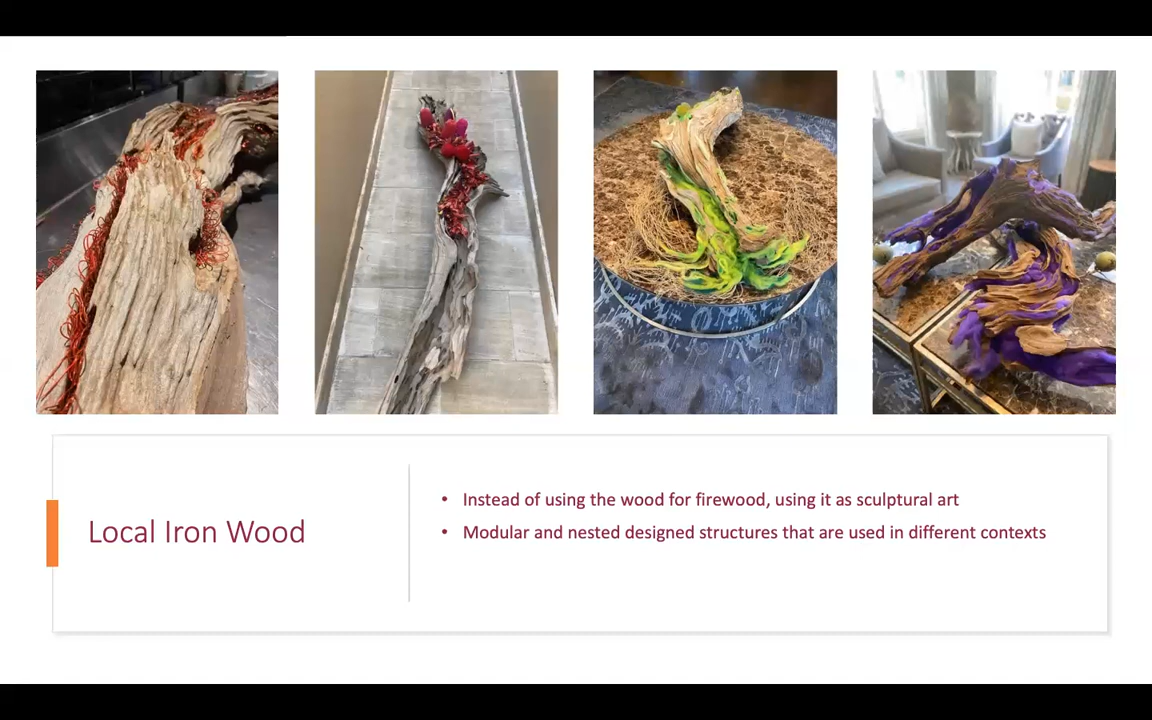 Local Iron Wood
• Instead of using the wood for firewood, using it as sculptural art
• Modular and nested designed structures that are used in different contexts